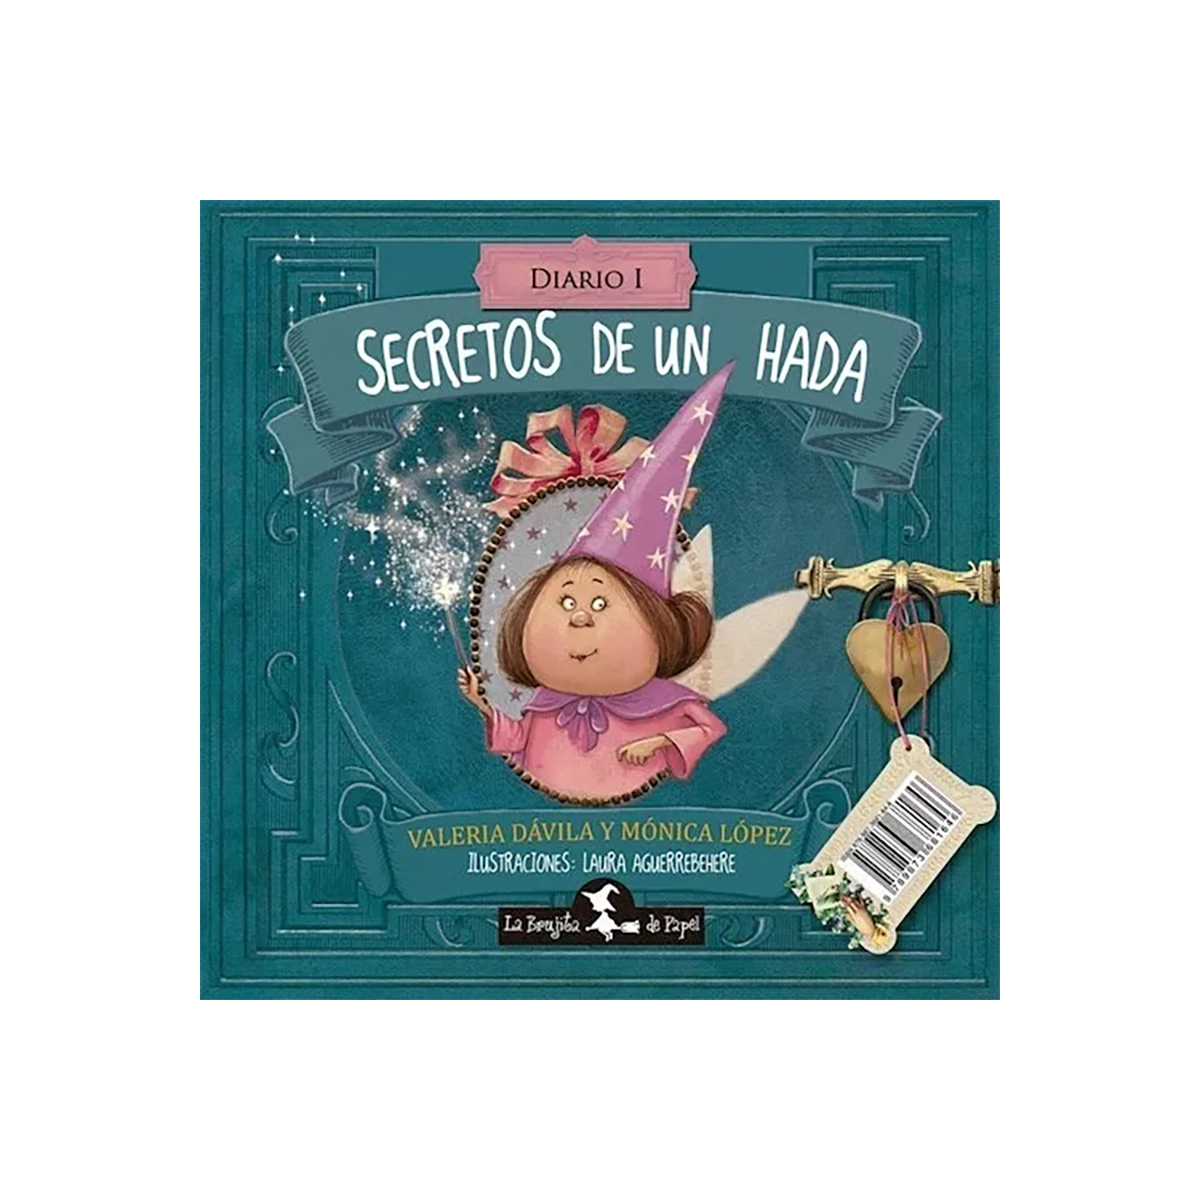 DIARIO I
SECRETOS DE UN HADA
VALERIA DÁVILA Y MÓNICA LÓPEZ
ILUSTRACIONES: LAURA AGUERREBEHERE
La Brujita de Papel